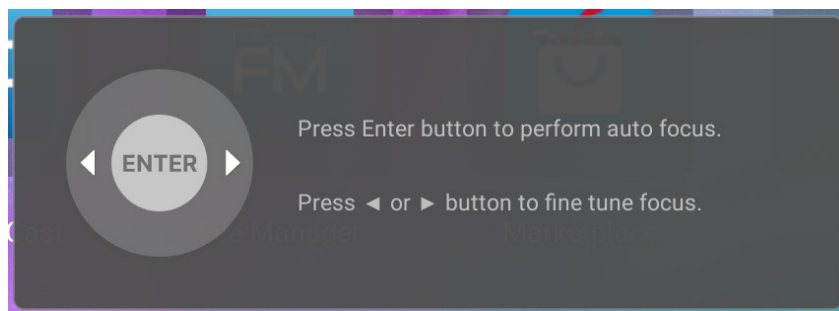 FM
ENTER
Press Enter button to perform auto focus.
Press ◄ or ► button to fine tune focus.
Cast
e Manager
Marketplace